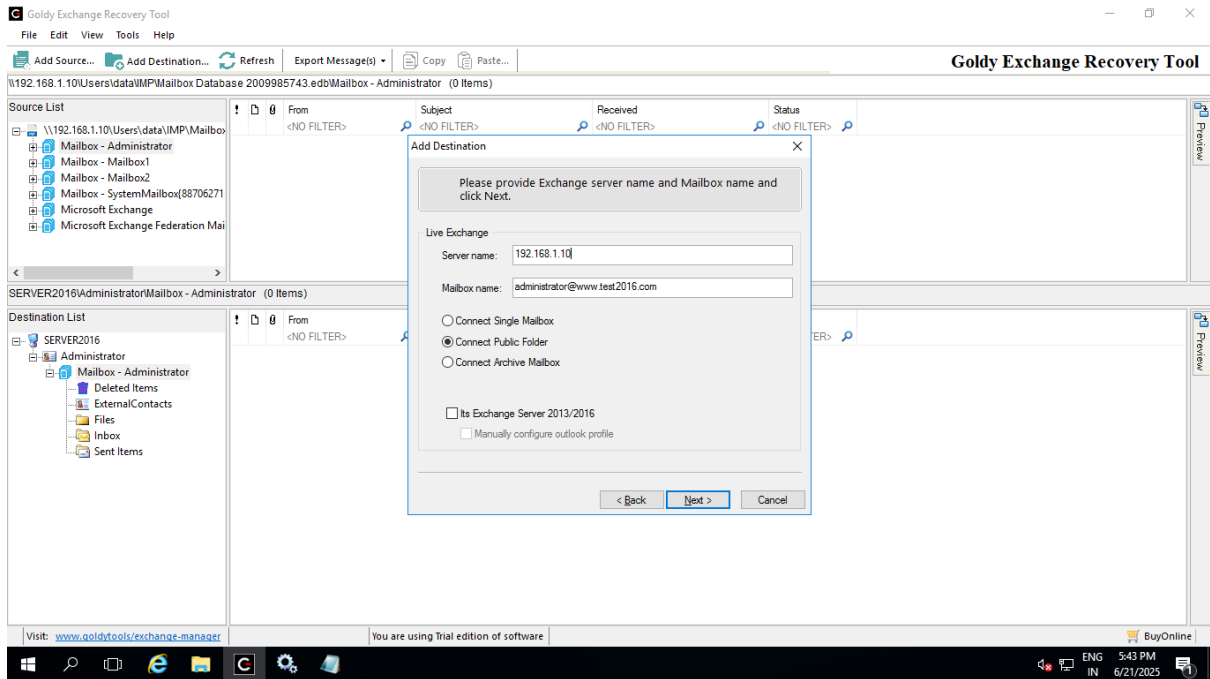 Goldy Exchange Recovery Tool
File Edit View Tools Help
Add Source... Add Destination... Refresh Export Message(s) Copy Paste... Goldy Exchange Recovery Tool
\\192.168.1.10\Users\data\IMP\Mailbox Database 2009985743.edb\Mailbox - Administrator (0 Items)
Source List
! From Subject Received Status
<NO FILTER> <NO FILTER> <NO FILTER> <NO FILTER>
Preview
\\192.168.1.10\Users\data\IMP\Mailbox
Mailbox - Administrator
Mailbox - Mailbox1
Mailbox - Mailbox2
Mailbox - SystemMailbox{88706271
Microsoft Exchange
Microsoft Exchange Federation Mai
Add Destination
Please provide Exchange server name and Mailbox name and
click Next.
Live Exchange
Server name: 192.168.1.10
Mailbox name: administrator@www.test2016.com
Connect Single Mailbox
Connect Public Folder
Connect Archive Mailbox
Its Exchange Server 2013/2016
Manually configure outlook profile
< Back Next > Cancel
SERVER2016\Administrator\Mailbox - Administrator (0 Items)
Destination List
! From
<NO FILTER> ER>
Preview
SERVER2016
Administrator
Mailbox - Administrator
Deleted Items
ExternalContacts
Files
Inbox
Sent Items
Visit: www.goldytools/exchange-manager You are using Trial edition of software BuyOnline
ENG 5:43 PM
IN 6/21/2025
1